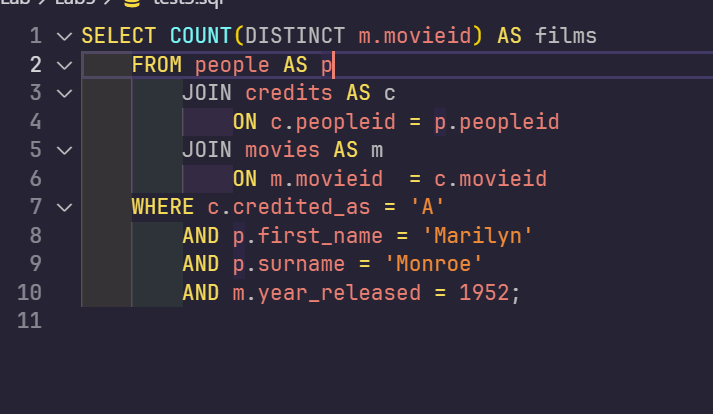 Lab > Lab3 > test3.sql
1 SELECT COUNT(DISTINCT m.movieid) AS films
2 FROM people AS p
3 JOIN credits AS c
4 ON c.peopleid = p.peopleid
5 JOIN movies AS m
6 ON m.movieid  = c.movieid
7 WHERE c.credited_as = 'A'
8 AND p.first_name = 'Marilyn'
9 AND p.surname = 'Monroe'
10 AND m.year_released = 1952;
11